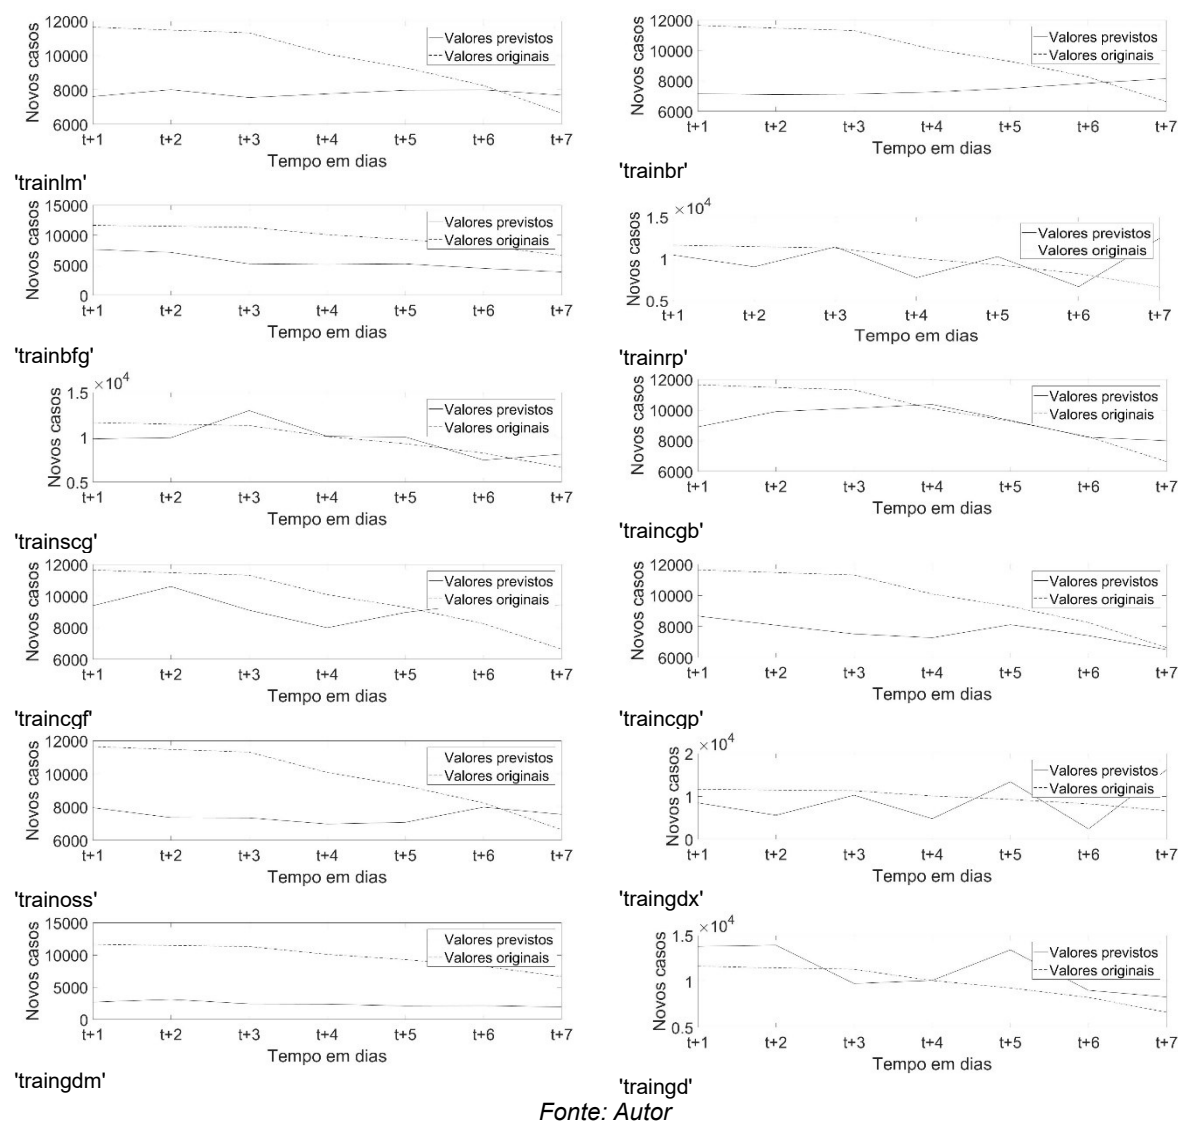 12000
10000
8000
6000
Novos casos
Valores previstos
Valores originais
t+1 t+2 t+3 t+4 t+5 t+6 t+7
Tempo em dias
'trainlm'
12000
10000
8000
6000
Novos casos
Valores previstos
Valores originais
t+1 t+2 t+3 t+4 t+5 t+6 t+7
Tempo em dias
'trainbr'
15000
10000
5000
0
Novos casos
Valores previstos
Valores originais
t+1 t+2 t+3 t+4 t+5 t+6 t+7
Tempo em dias
'trainbfg'
×10^4
1.5
1
0.5
Novos casos
Valores previstos
Valores originais
t+1 t+2 t+3 t+4 t+5 t+6 t+7
Tempo em dias
'trainrp'
×10^4
1.5
1
0.5
Novos casos
Valores previstos
Valores originais
t+1 t+2 t+3 t+4 t+5 t+6 t+7
Tempo em dias
'trainscg'
12000
10000
8000
6000
Novos casos
Valores previstos
Valores originais
t+1 t+2 t+3 t+4 t+5 t+6 t+7
Tempo em dias
'traincgb'
12000
10000
8000
6000
Novos casos
Valores previstos
Valores originais
t+1 t+2 t+3 t+4 t+5 t+6 t+7
Tempo em dias
'traincgf'
12000
10000
8000
6000
Novos casos
Valores previstos
Valores originais
t+1 t+2 t+3 t+4 t+5 t+6 t+7
Tempo em dias
'traincgp'
12000
10000
8000
6000
Novos casos
Valores previstos
Valores originais
t+1 t+2 t+3 t+4 t+5 t+6 t+7
Tempo em dias
'trainoss'
×10^4
2
1
0
Novos casos
Valores previstos
Valores originais
t+1 t+2 t+3 t+4 t+5 t+6 t+7
Tempo em dias
'traingdx'
15000
10000
5000
0
Novos casos
Valores previstos
Valores originais
t+1 t+2 t+3 t+4 t+5 t+6 t+7
Tempo em dias
'traingdm'
×10^4
1.5
1
0.5
Novos casos
Valores previstos
Valores originais
t+1 t+2 t+3 t+4 t+5 t+6 t+7
Tempo em dias
'traingd'
Fonte: Autor